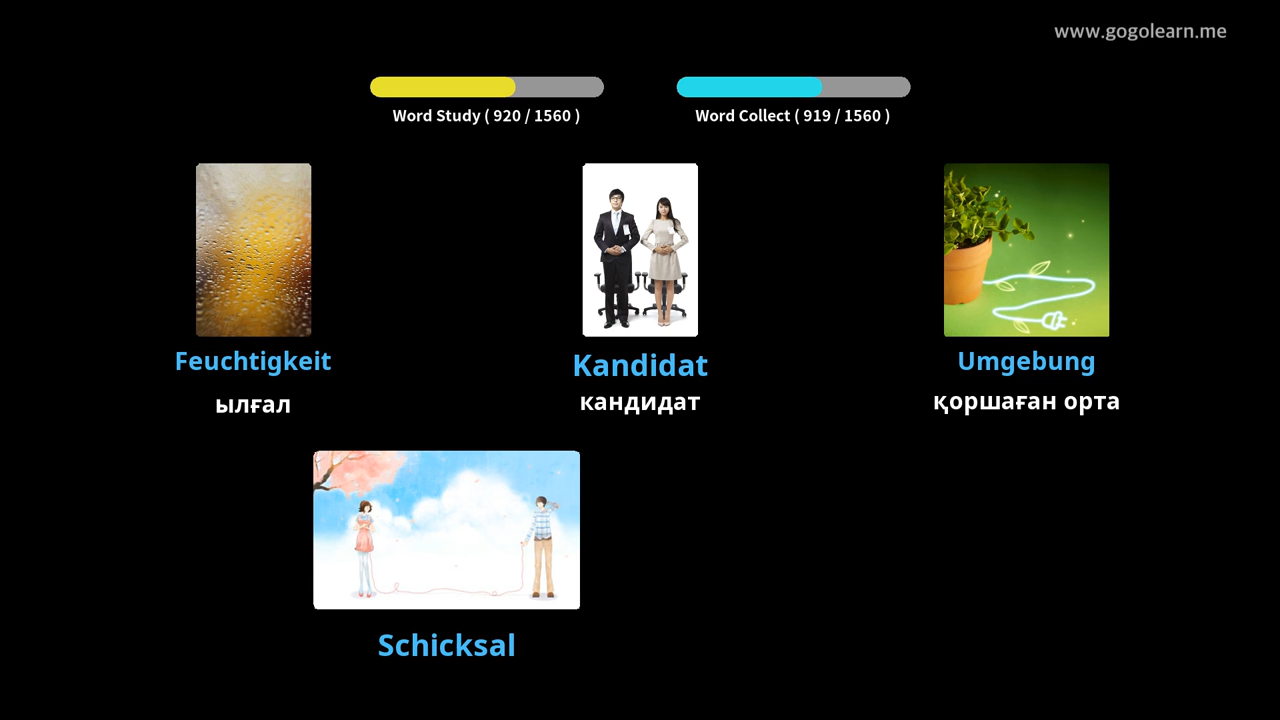 www.gogolearn.me
Word Study ( 920 / 1560 )
Word Collect ( 919 / 1560 )
Feuchtigkeit
Kandidat
Umgebung
ылғал
кандидат
қоршаған орта
Schicksal